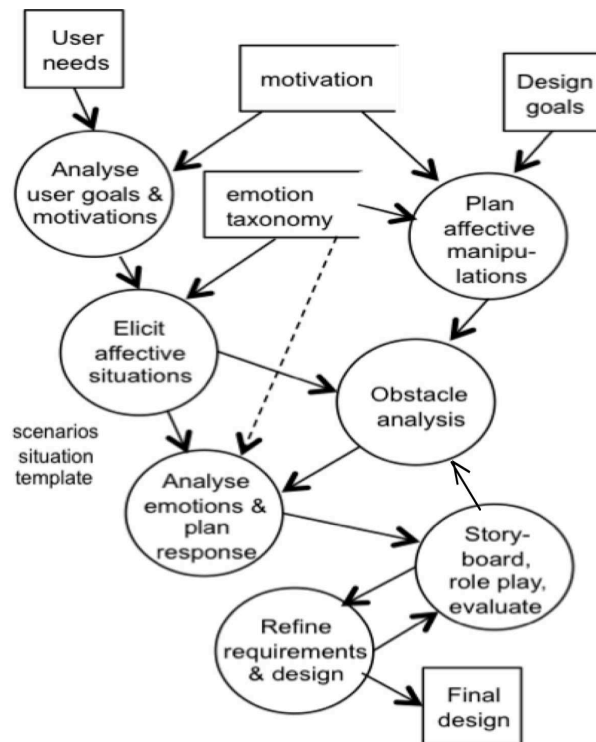 User
needs
motivation
Design
goals
Analyse
user goals &
motivations
emotion
taxonomy
Plan
affective
manipu-
lations
Elicit
affective
situations
Obstacle
analysis
scenarios
situation
template
Analyse
emotions &
plan
response
Story-
board,
role play,
evaluate
Refine
requirements
& design
Final
design